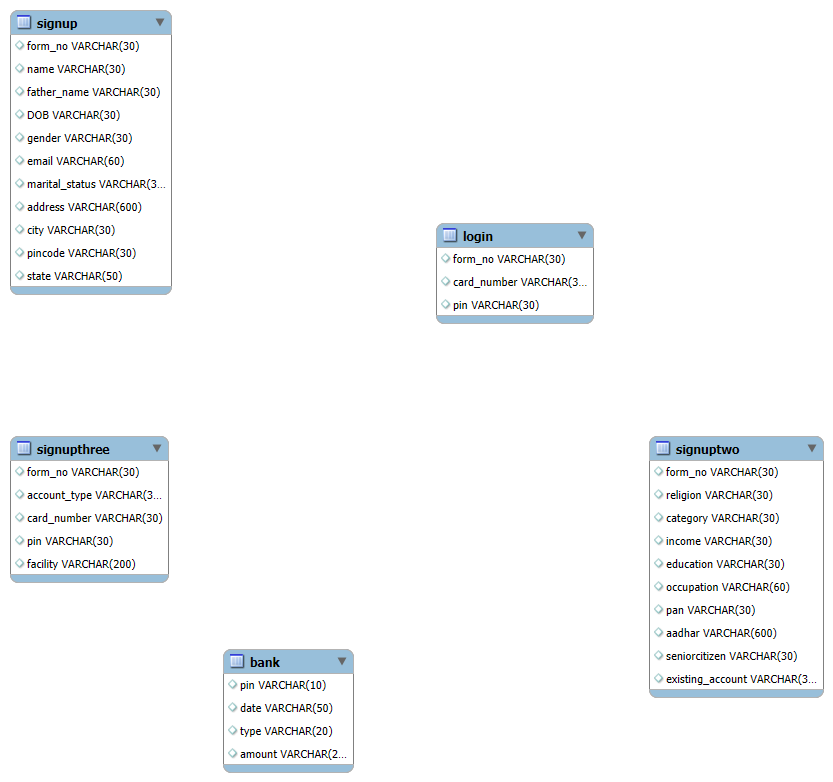 signup
form_no VARCHAR(30)
name VARCHAR(30)
father_name VARCHAR(30)
DOB VARCHAR(30)
gender VARCHAR(30)
email VARCHAR(60)
marital_status VARCHAR(3...
address VARCHAR(600)
city VARCHAR(30)
pincode VARCHAR(30)
state VARCHAR(50)
login
form_no VARCHAR(30)
card_number VARCHAR(3...
pin VARCHAR(30)
signupthree
form_no VARCHAR(30)
account_type VARCHAR(3...
card_number VARCHAR(30)
pin VARCHAR(30)
facility VARCHAR(200)
signuptwo
form_no VARCHAR(30)
religion VARCHAR(30)
category VARCHAR(30)
income VARCHAR(30)
education VARCHAR(30)
occupation VARCHAR(60)
pan VARCHAR(30)
aadhar VARCHAR(600)
seniorcitizen VARCHAR(30)
existing_account VARCHAR(3...
bank
pin VARCHAR(10)
date VARCHAR(50)
type VARCHAR(20)
amount VARCHAR(2...